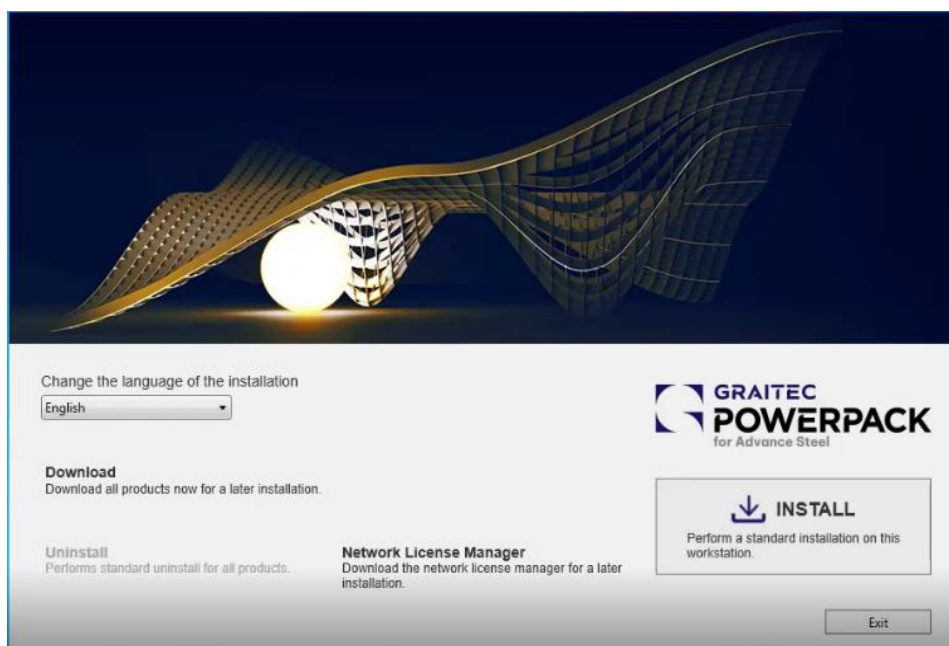 Change the language of the installation
English
GRAITEC
POWERPACK
for Advance Steel
Download
Download all products now for a later installation.
INSTALL
Perform a standard installation on this
workstation.
Uninstall
Performs standard uninstall for all products.
Network License Manager
Download the network license manager for a later
installation.
Exit